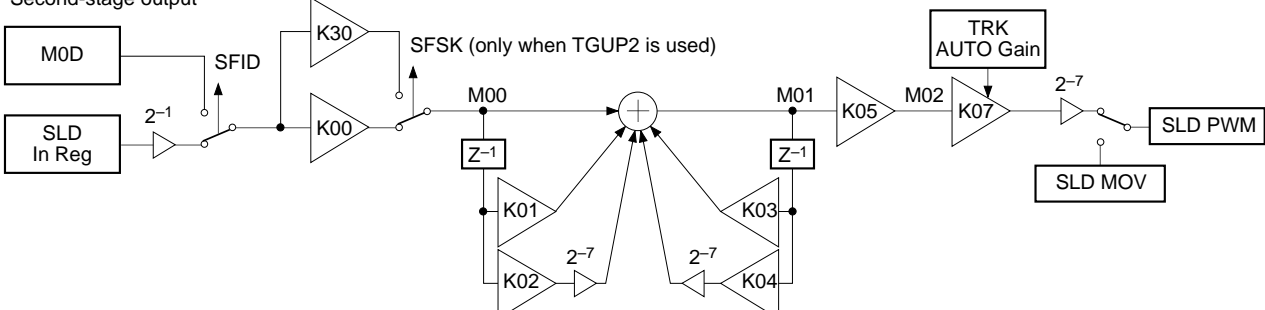 Second-stage output
M0D
SFID
K30
SFSK (only when TGUP2 is used)
TRK
AUTO Gain
SLD
In Reg
2–1
K00
M00
M01
K05
M02
K07
2–7
SLD PWM
SLD MOV
Z–1
Z–1
K01
K03
K02
2–7
2–7
K04